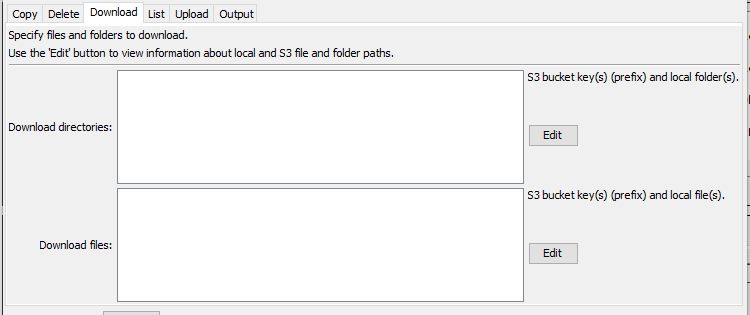 Copy Delete Download List Upload Output
Specify files and folders to download.
Use the 'Edit' button to view information about local and S3 file and folder paths.
S3 bucket key(s) (prefix) and local folder(s).
Download directories:
Edit
S3 bucket key(s) (prefix) and local file(s).
Download files:
Edit